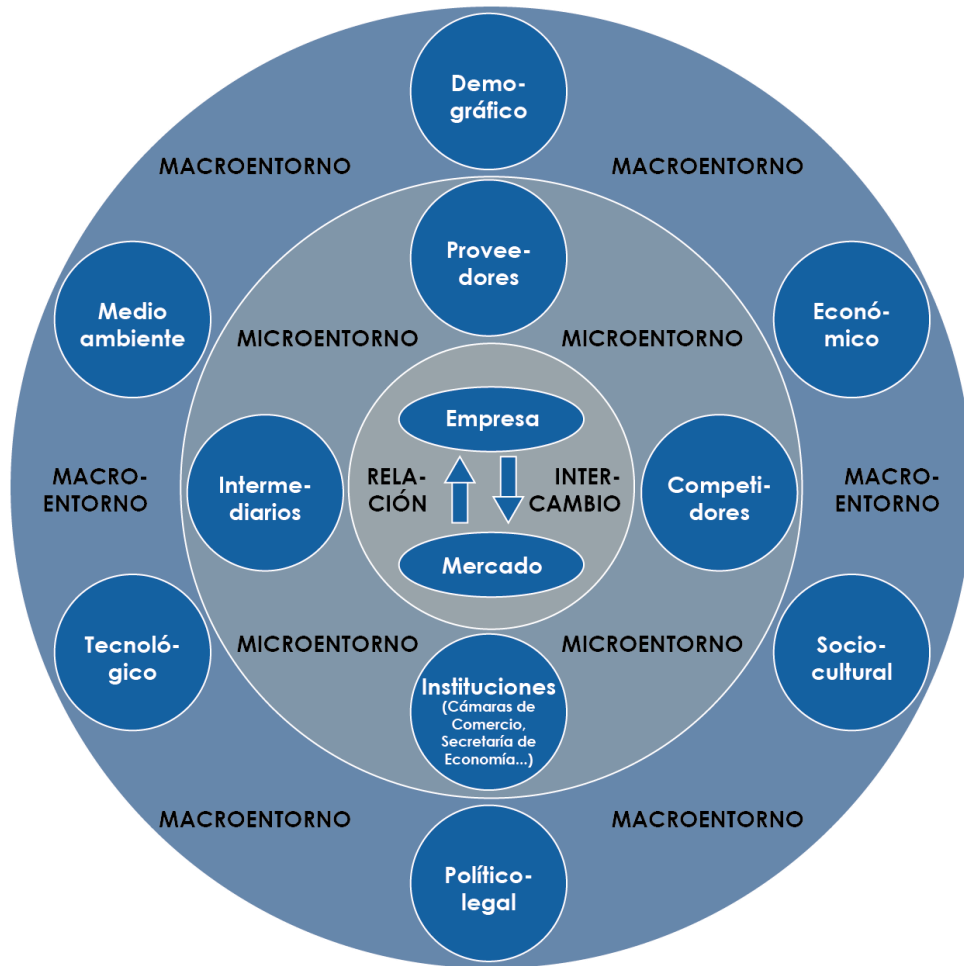 Demo-
gráfico
MACROENTORNO
MACROENTORNO
Provee-
dores
Medio
ambiente
Econó-
mico
MICROENTORNO
MICROENTORNO
Empresa
MACRO-
ENTORNO
Interme-
diarios
RELA-
CIÓN
INTER-
CAMBIO
Competi-
dores
MACRO-
ENTORNO
Mercado
Tecnoló-
gico
MICROENTORNO
MICROENTORNO
Socio-
cultural
Instituciones
(Cámaras de
Comercio,
Secretaría de
Economía...)
MACROENTORNO
MACROENTORNO
Político-
legal